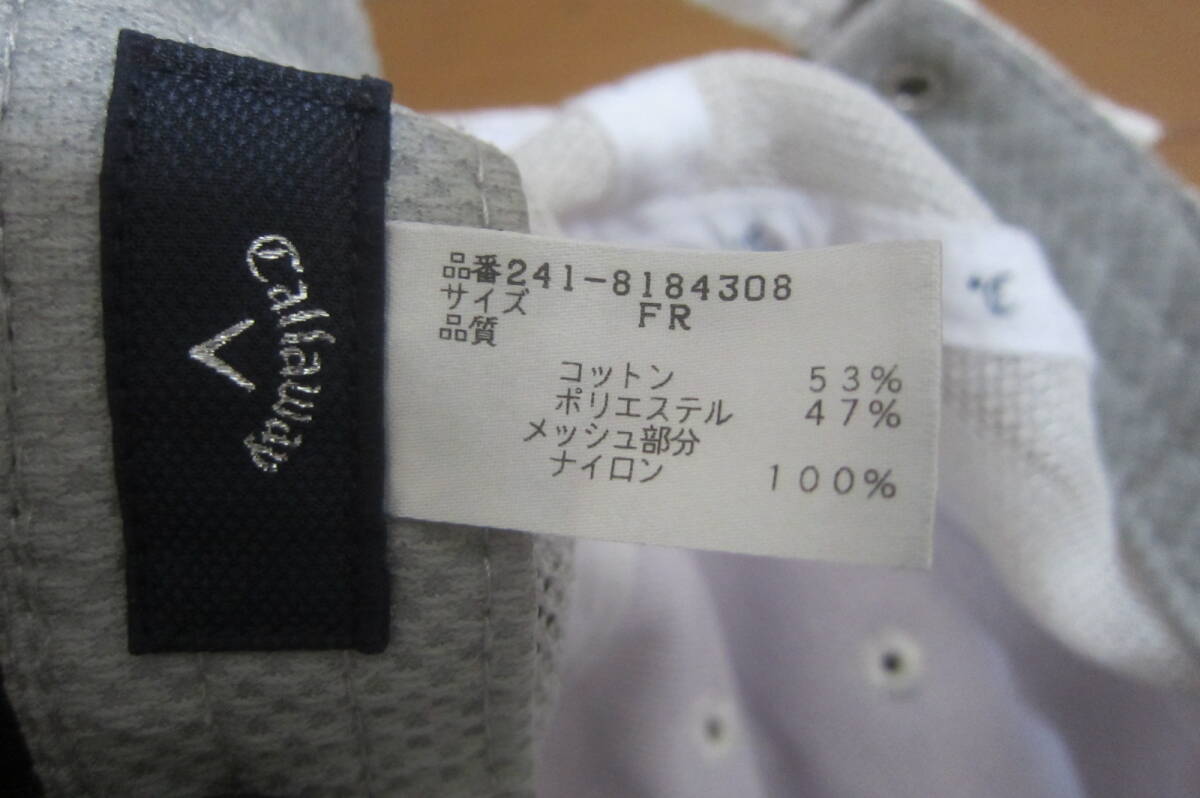 Callaway
品番241-8184308
サイズ FR
品質
コットン 53%
ポリエステル 47%
メッシュ部分
ナイロン 100%